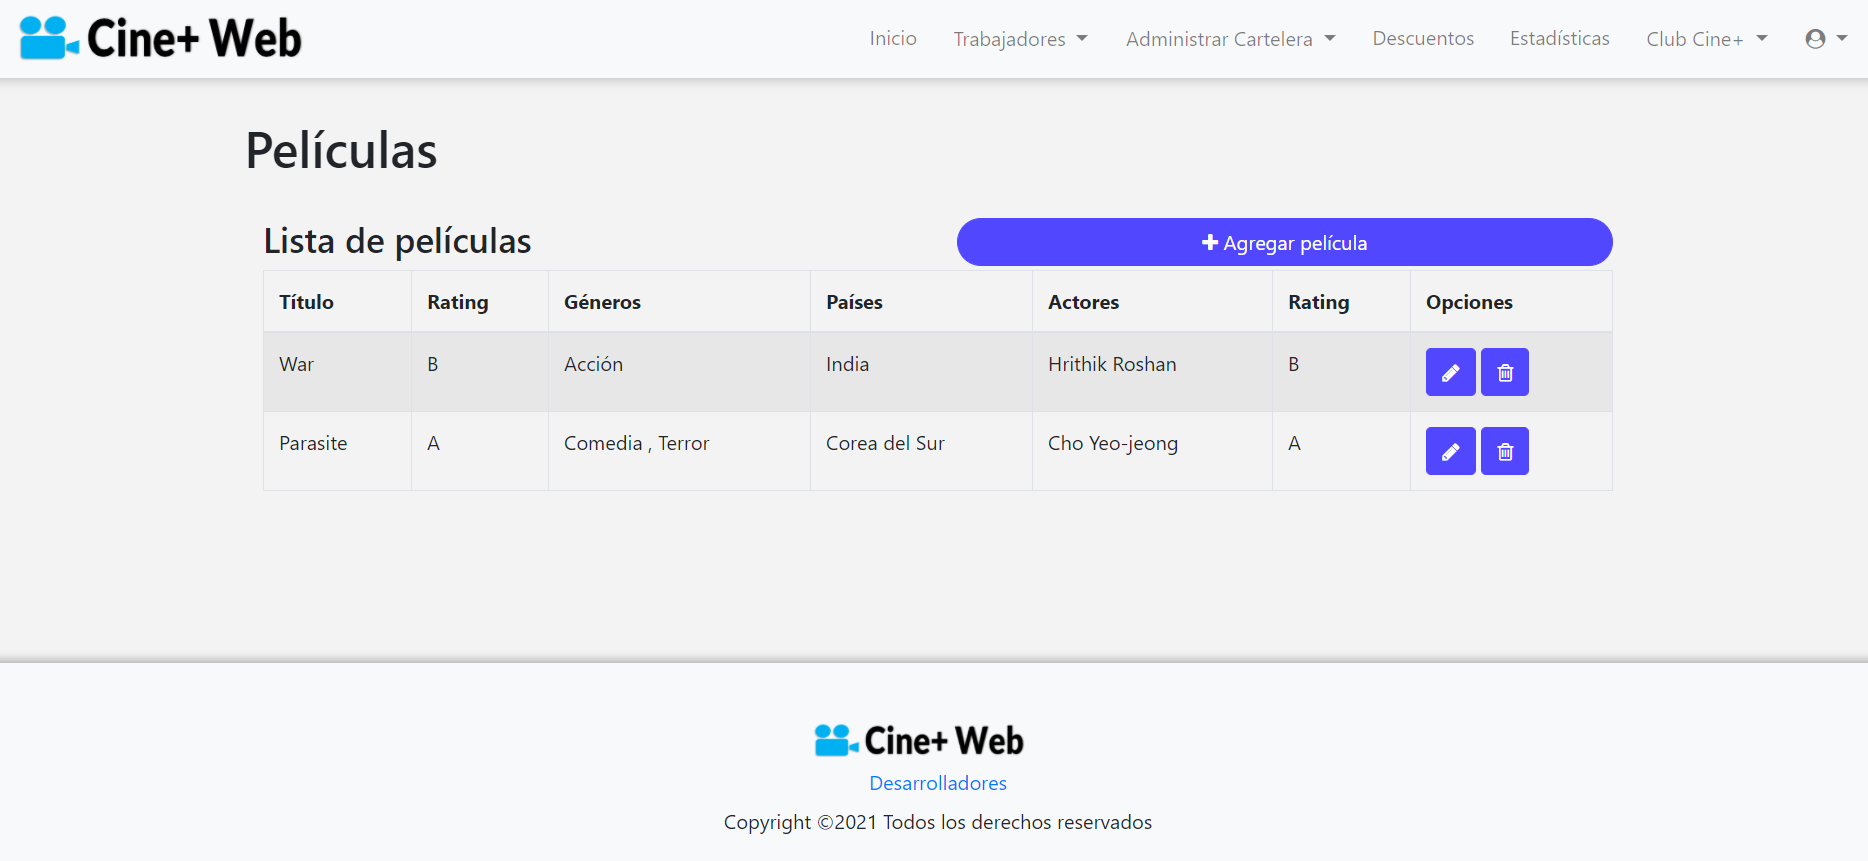 Cine+ Web
Inicio Trabajadores Administrar Cartelera Descuentos Estadísticas Club Cine+
Películas
Lista de películas Agregar película
Título Rating Géneros Países Actores Rating Opciones
War B Acción India Hrithik Roshan B
Parasite A Comedia , Terror Corea del Sur Cho Yeo-jeong A
Cine+ Web
Desarrolladores
Copyright ©2021 Todos los derechos reservados